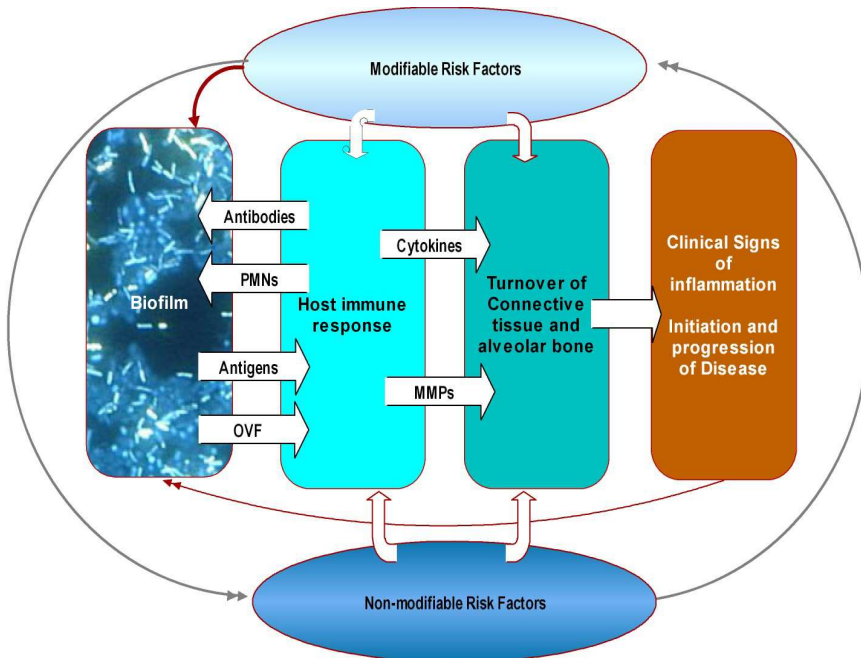 Modifiable Risk Factors
Biofilm
Antibodies
PMNs
Antigens
OVF
Host immune
response
Cytokines
MMPs
Turnover of
Connective
tissue and
alveolar bone
Clinical Signs
of
inflammation
Initiation and
progression
of Disease
Non-modifiable Risk Factors